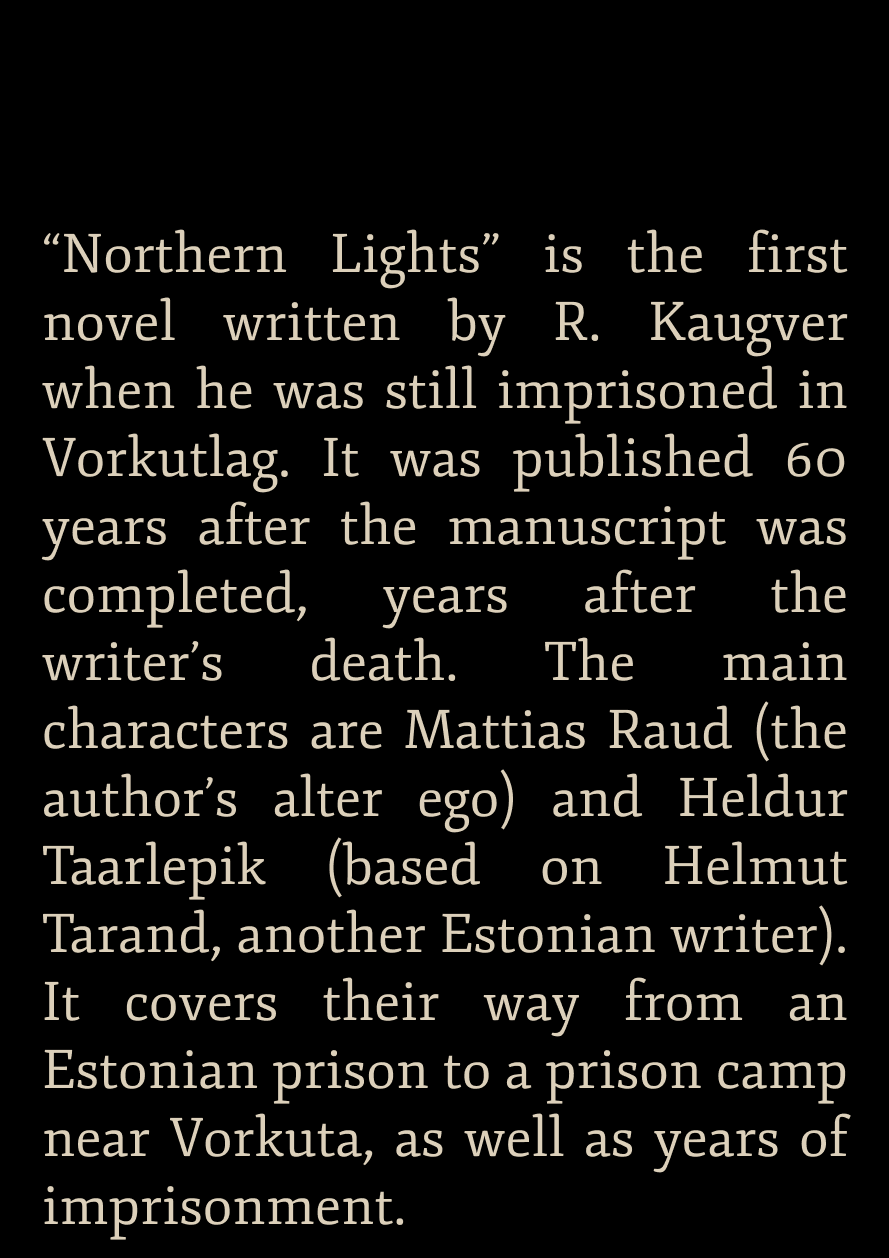 “Northern Lights” is the first
novel written by R. Kaugver
when he was still imprisoned in
Vorkutlag. It was published 60
years after the manuscript was
completed, years after the
writer’s death. The main
characters are Mattias Raud (the
author’s alter ego) and Heldur
Taarlepik (based on Helmut
Tarand, another Estonian writer).
It covers their way from an
Estonian prison to a prison camp
near Vorkuta, as well as years of
imprisonment.